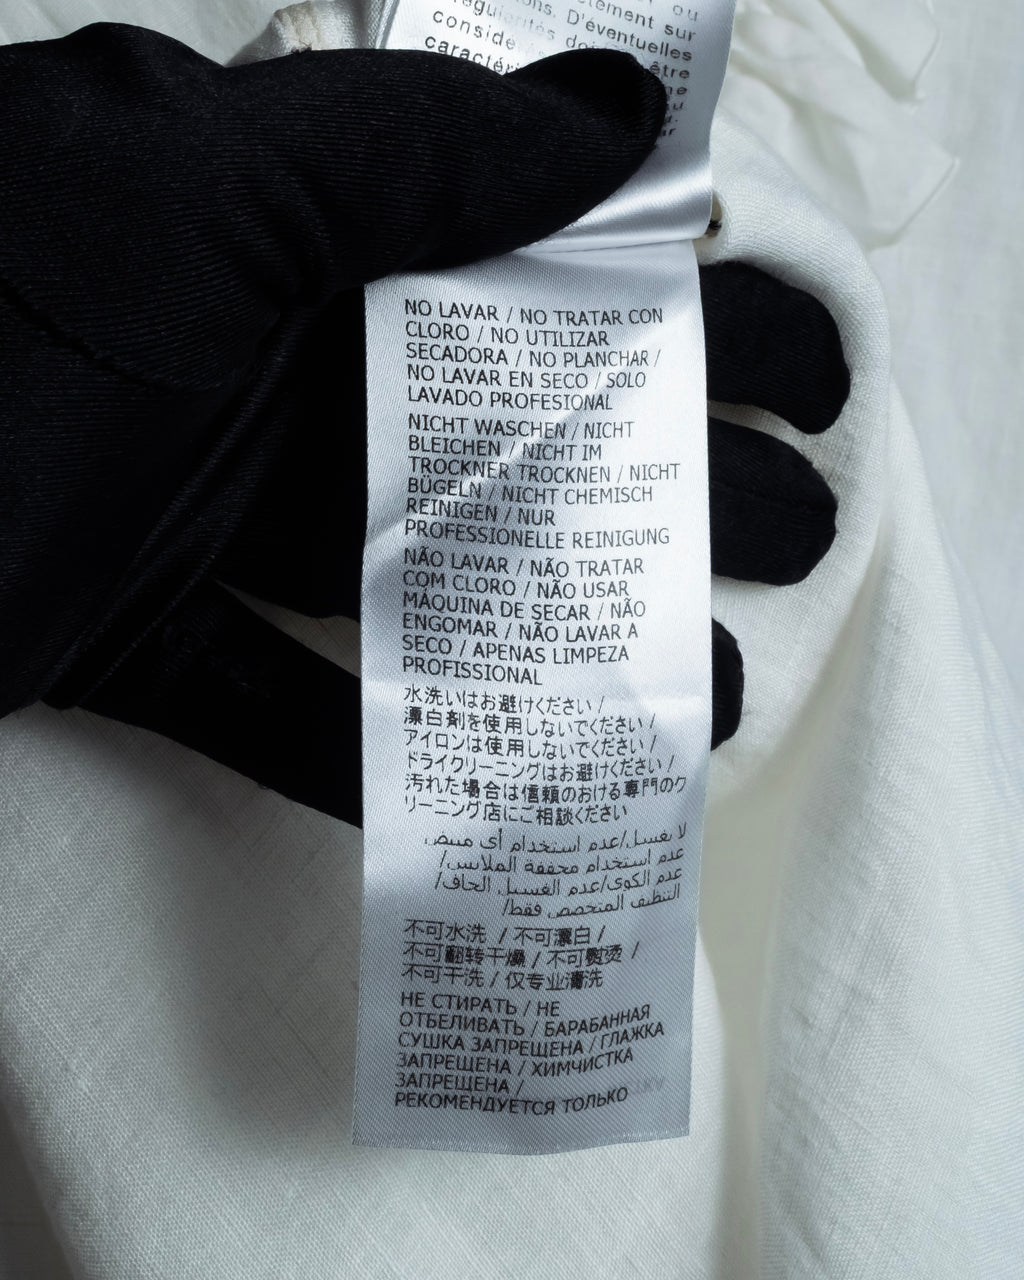 ou
ctement sur
D'éventuelles
considé
être
caractéri
NO LAVAR / NO TRATAR CON
CLORO / NO UTILIZAR
SECADORA / NO PLANCHAR /
NO LAVAR EN SECO / SOLO
LAVADO PROFESIONAL
NICHT WASCHEN / NICHT
BLEICHEN / NICHT IM
TROCKNER TROCKNEN / NICHT
BÜGELN / NICHT CHEMISCH
REINIGEN / NUR
PROFESSIONELLE REINIGUNG
NÃO LAVAR / NÃO TRATAR
COM CLORO / NÃO USAR
MÁQUINA DE SECAR / NÃO
ENGOMAR / NÃO LAVAR A
SECO / APENAS LIMPEZA
PROFISSIONAL
水洗いはお避けください /
漂白剤を使用しないでください /
アイロンは使用しないでください /
ドライクリーニングはお避けください /
汚れた場合は信頼のおける専門のク
リーニング店にご相談ください
لا يغسل/عدم استخدام أي مبيض
عدم استخدام مجففة الملابس/
عدم الكوي/عدم الغسيل الجاف/
التنظيف المتخصص فقط/
不可水洗 / 不可漂白 /
不可翻转干燥 / 不可熨烫 /
不可干洗 / 仅专业清洗
НЕ СТИРАТЬ / НЕ
ОТБЕЛИВАТЬ / БАРАБАННАЯ
СУШКА ЗАПРЕЩЕНА / ГЛАЖКА
ЗАПРЕЩЕНА / ХИМЧИСТКА
ЗАПРЕЩЕНА /
РЕКОМЕНДУЕТСЯ ТОЛЬКО